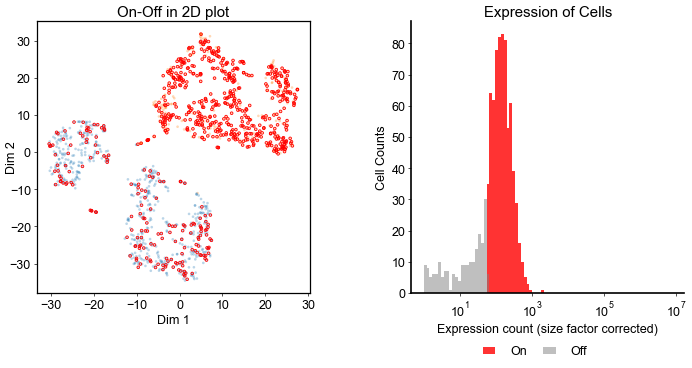 On-Off in 2D plot
30
20
10
0
−10
−20
−30
Dim 2
−30 −20 −10 0 10 20 30
Dim 1
Expression of Cells
80
70
60
50
40
30
20
10
0
Cell Counts
10^1 10^3 10^5 10^7
Expression count (size factor corrected)
On Off